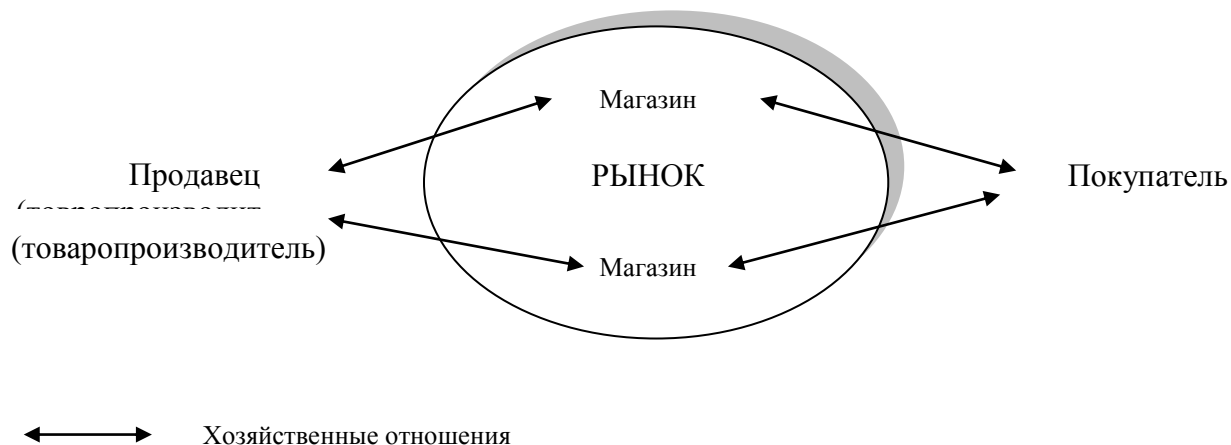 Магазин
Продавец
РЫНОК
Покупатель
(товаропроизводитель)
Магазин
Хозяйственные отношения